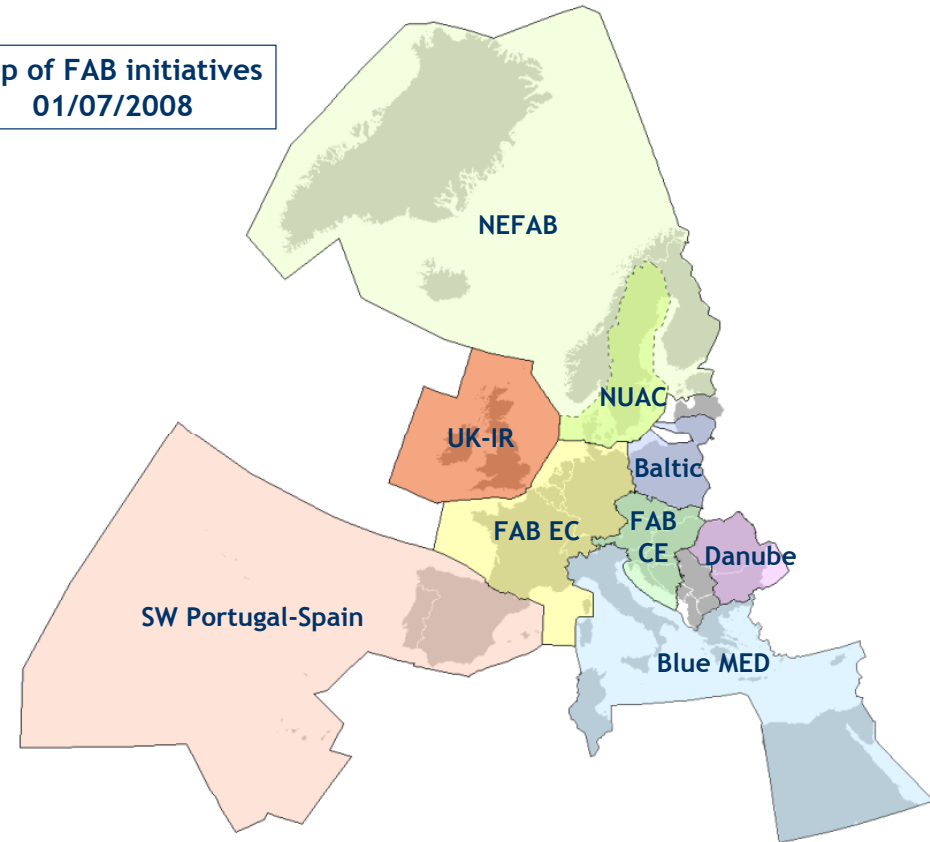 p of FAB initiatives
01/07/2008
NEFAB
NUAC
UK-IR
Baltic
FAB EC
FAB
CE
Danube
SW Portugal-Spain
Blue MED